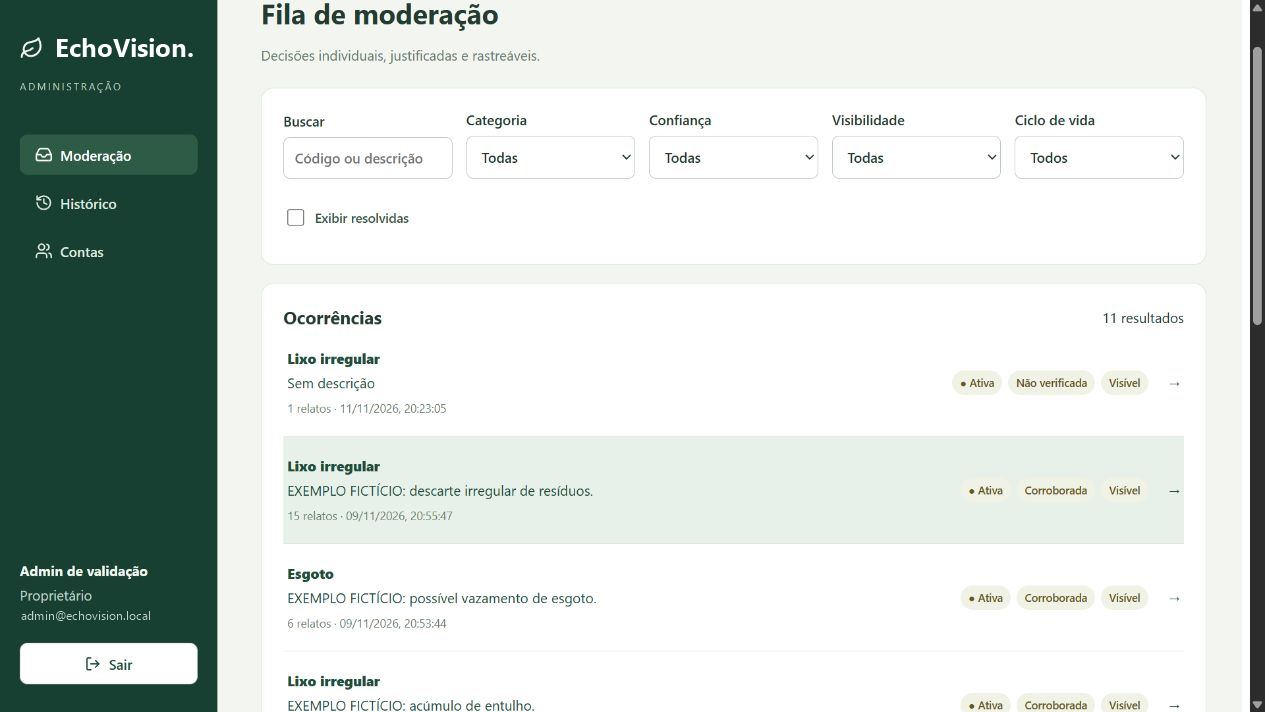 EchoVision.
ADMINISTRAÇÃO
Moderação
Histórico
Contas
Admin de validação
Proprietário
admin@echovision.local
Sair
Fila de moderação
Decisões individuais, justificadas e rastreáveis.
Buscar
Código ou descrição
Categoria
Todas
Confiança
Todas
Visibilidade
Todas
Ciclo de vida
Todos
Exibir resolvidas
Ocorrências
11 resultados
Lixo irregular
Sem descrição
1 relatos · 11/11/2026, 20:23:05
● Ativa
Não verificada
Visível
→
Lixo irregular
EXEMPLO FICTÍCIO: descarte irregular de resíduos.
15 relatos · 09/11/2026, 20:55:47
● Ativa
Corroborada
Visível
→
Esgoto
EXEMPLO FICTÍCIO: possível vazamento de esgoto.
6 relatos · 09/11/2026, 20:53:44
● Ativa
Corroborada
Visível
→
Lixo irregular
EXEMPLO FICTÍCIO: acúmulo de entulho.
● Ativa
Corroborada
Visível
→